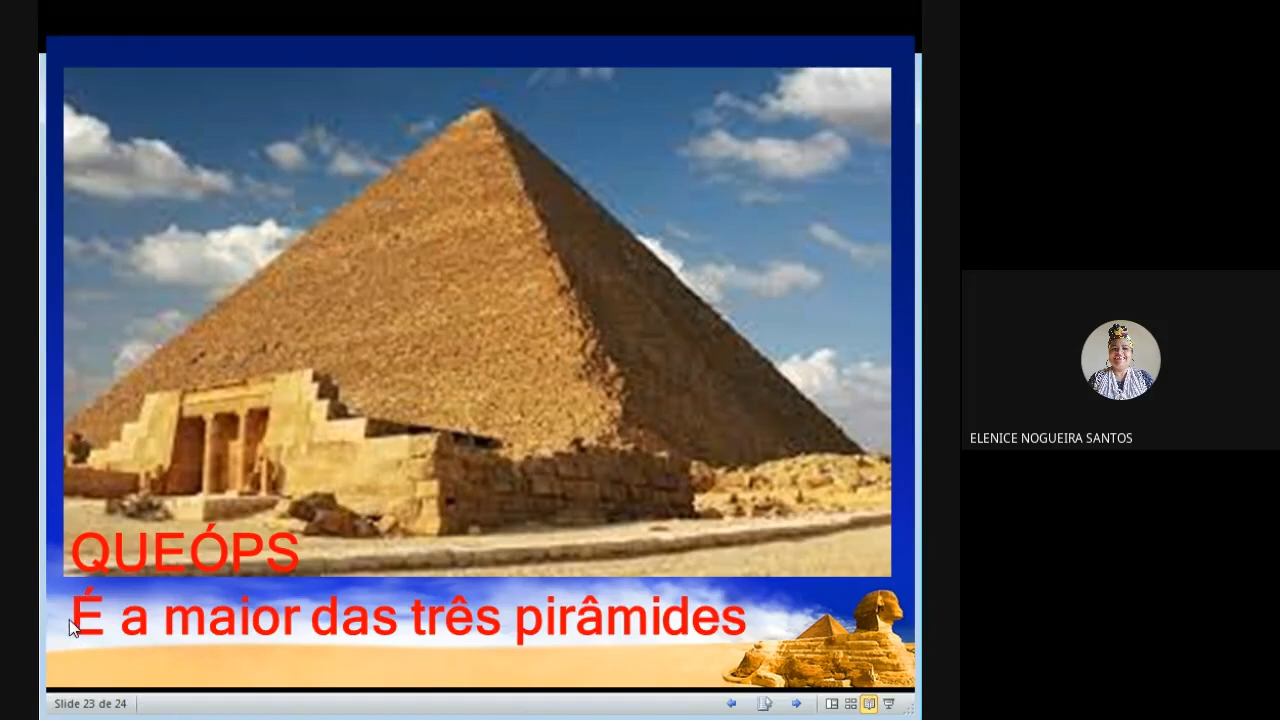 QUEÓPS
É a maior das três pirâmides
ELENICE NOGUEIRA SANTOS
Slide 23 de 24